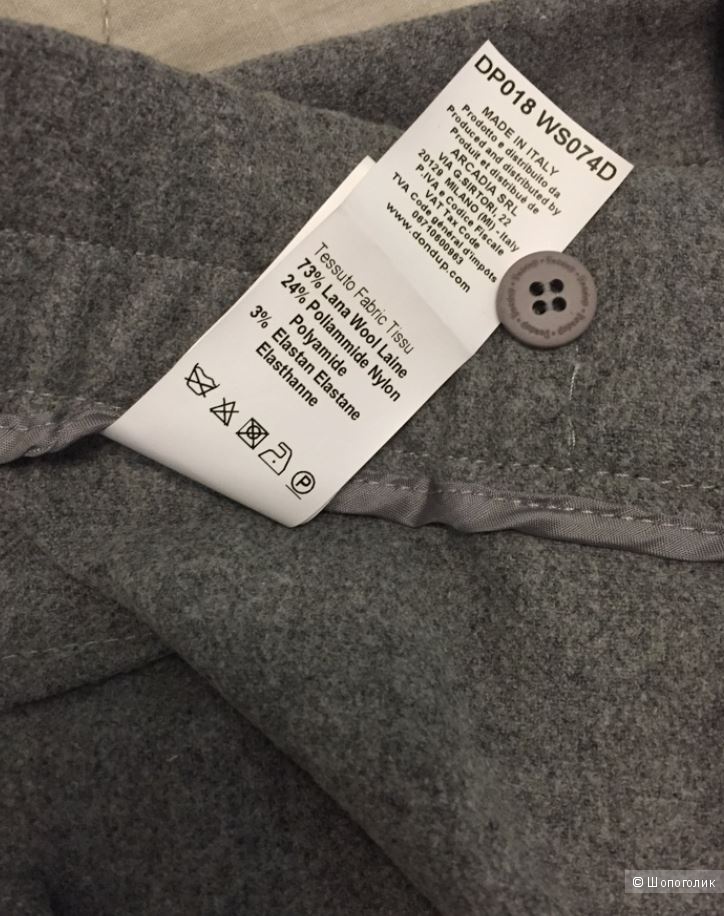 DP018 WS074D
MADE IN ITALY
Prodotto e distribuito da
Produced and distributed by
Produit et distribué de
ARCADIA SRL
VIA G.SIRTORI, 22
20129 MILANO (MI) - Italy
P.IVA e Codice Fiscale
VAT Tax Code
TVA Code général d'impôts
06710600963
www.dondup.com
Tessuto Fabric Tissu
73% Lana Wool Laine
24% Poliammide Nylon
Polyamide
3% Elastan Elastane
Elasthanne
P
© Шопоголик